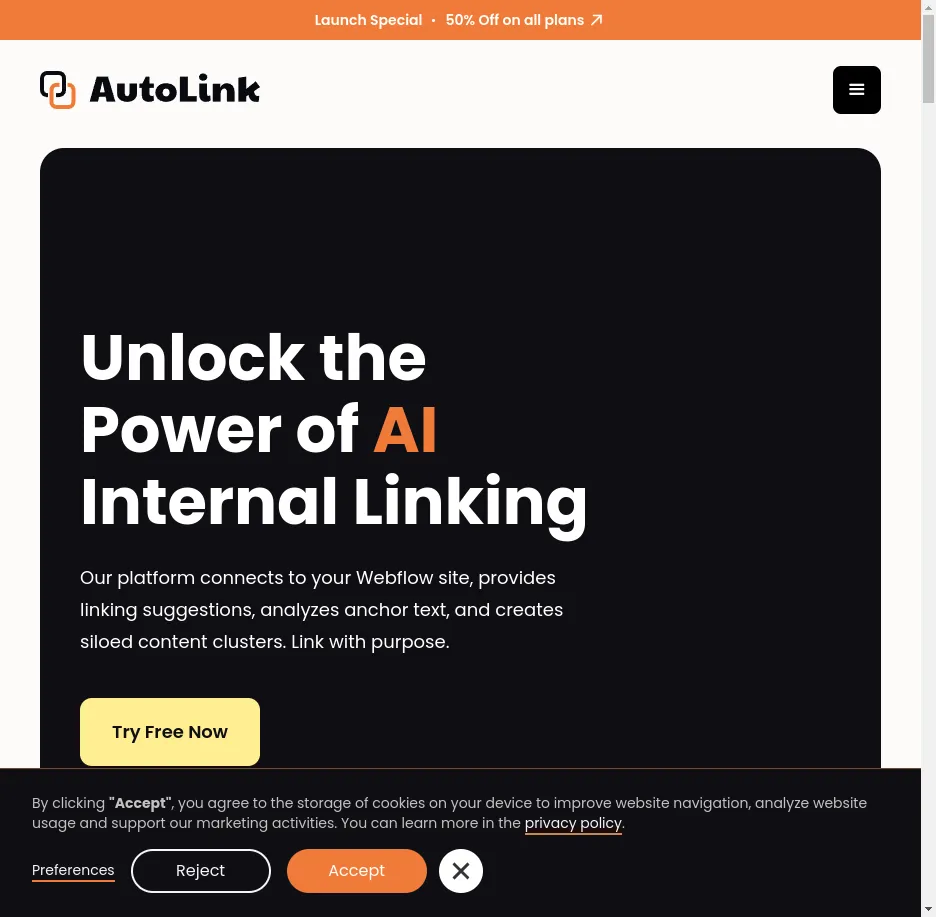 Launch Special • 50% Off on all plans
AutoLink
Unlock the
Power of AI
Internal Linking
Our platform connects to your Webflow site, provides
linking suggestions, analyzes anchor text, and creates
siloed content clusters. Link with purpose.
Try Free Now
By clicking "Accept", you agree to the storage of cookies on your device to improve website navigation, analyze website
usage and support our marketing activities. You can learn more in the privacy policy.
Preferences Reject Accept